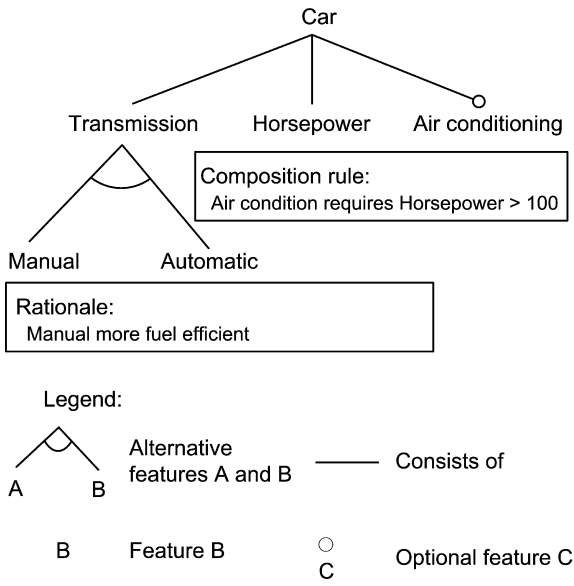 Car
Transmission
Horsepower
Air conditioning
Composition rule:
Air condition requires Horsepower > 100
Manual
Automatic
Rationale:
Manual more fuel efficient
Legend:
A
B
Alternative
features A and B
Consists of
B
Feature B
C
Optional feature C